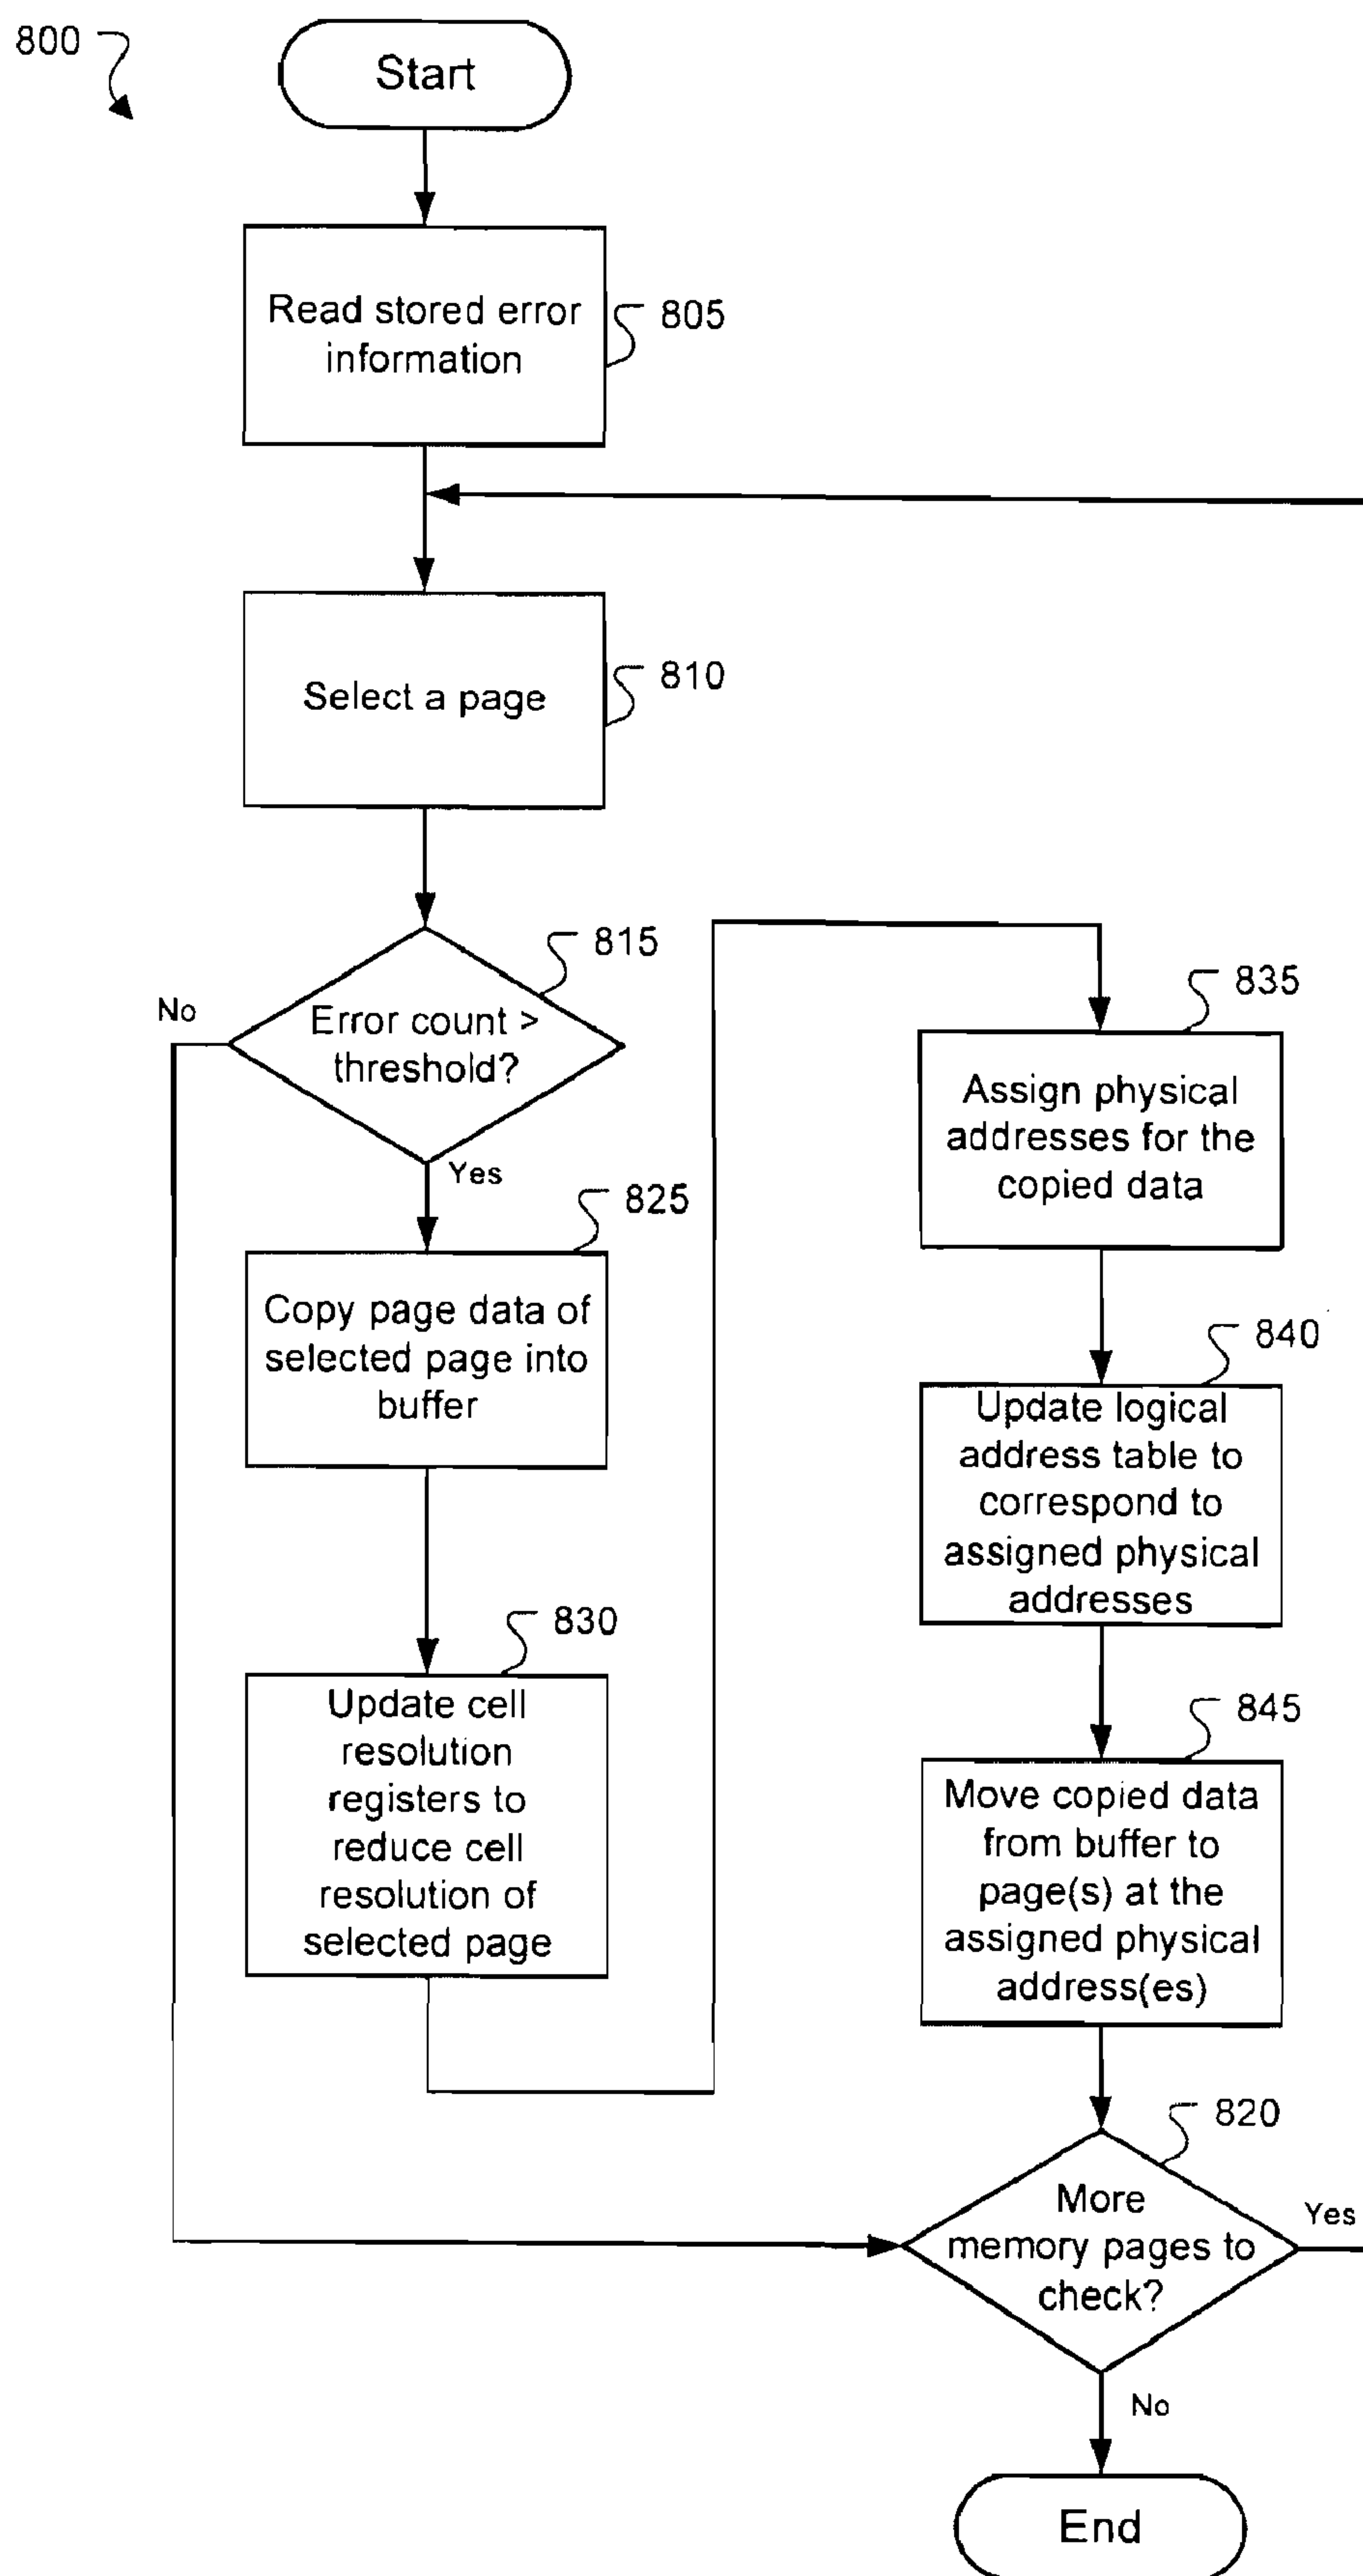 800
Start
Read stored error
information
805
Select a page
810
815
No
Error count >
threshold?
Yes
825
Copy page data of
selected page into
buffer
830
Update cell
resolution
registers to
reduce cell
resolution of
selected page
835
Assign physical
addresses for the
copied data
840
Update logical
address table to
correspond to
assigned physical
addresses
845
Move copied data
from buffer to
page(s) at the
assigned physical
address(es)
820
More
memory pages to
check?
Yes
No
End